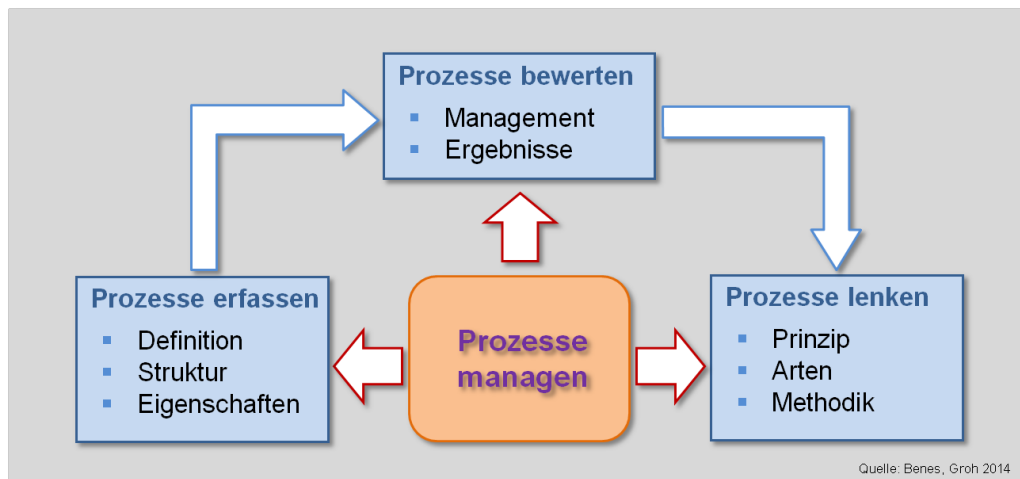 Prozesse bewerten
Management
Ergebnisse
Prozesse erfassen
Definition
Struktur
Eigenschaften
Prozesse
managen
Prozesse lenken
Prinzip
Arten
Methodik
Quelle: Benes, Groh 2014